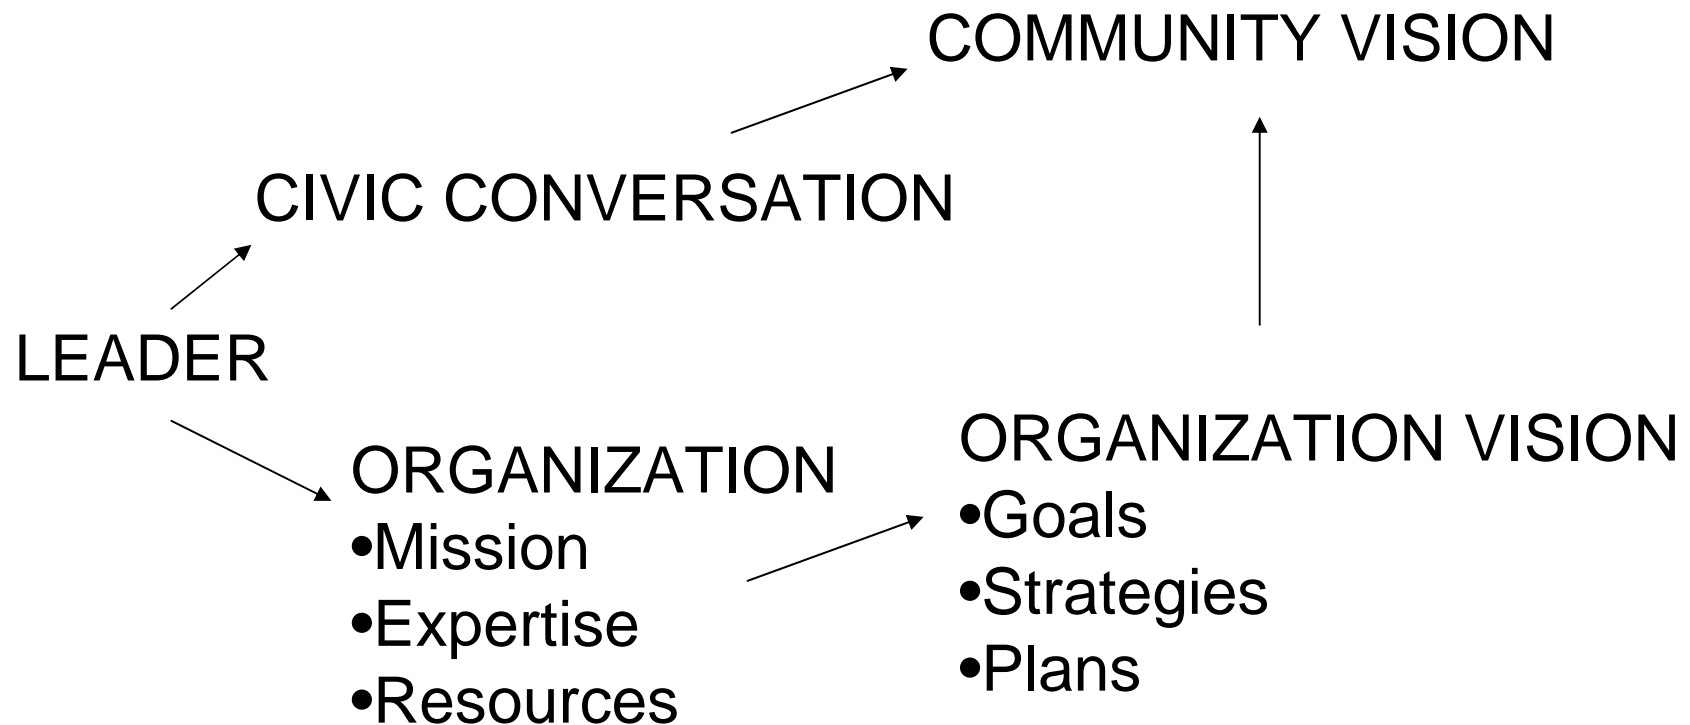 COMMUNITY VISION
CIVIC CONVERSATION
LEADER
ORGANIZATION
•Mission
•Expertise
•Resources
ORGANIZATION VISION
•Goals
•Strategies
•Plans